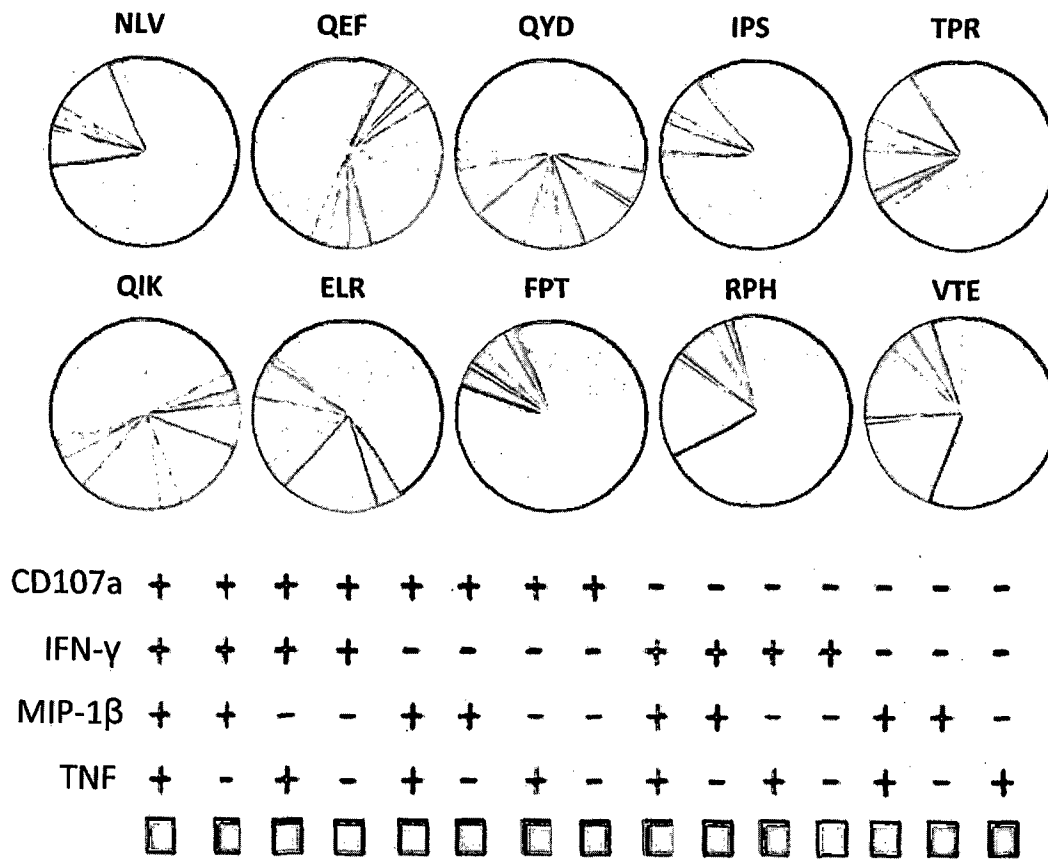 NLV QEF QYD IPS TPR
QIK ELR FPT RPH VTE
CD107a + + + + + + + + - - - - - - -
IFN-γ + + + + - - - - + + + + - - -
MIP-1β + + - - + + - - + + - - + + -
TNF + - + - + - + - + - + - + - +